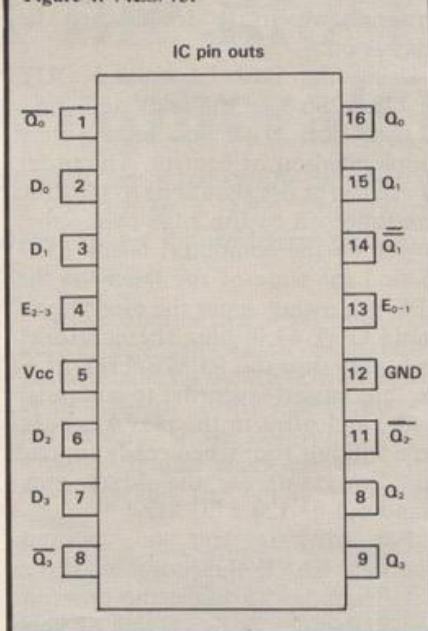 Figure
IC pin outs
Q̅₀ 1 16 Q₀
D₀ 2 15 Q₁
D₁ 3 14 Q̿₁
E₂₋₃ 4 13 E₀₋₁
Vcc 5 12 GND
D₂ 6 11 Q̅₂
D₃ 7 8 Q₂
Q̅₃ 8 9 Q₃